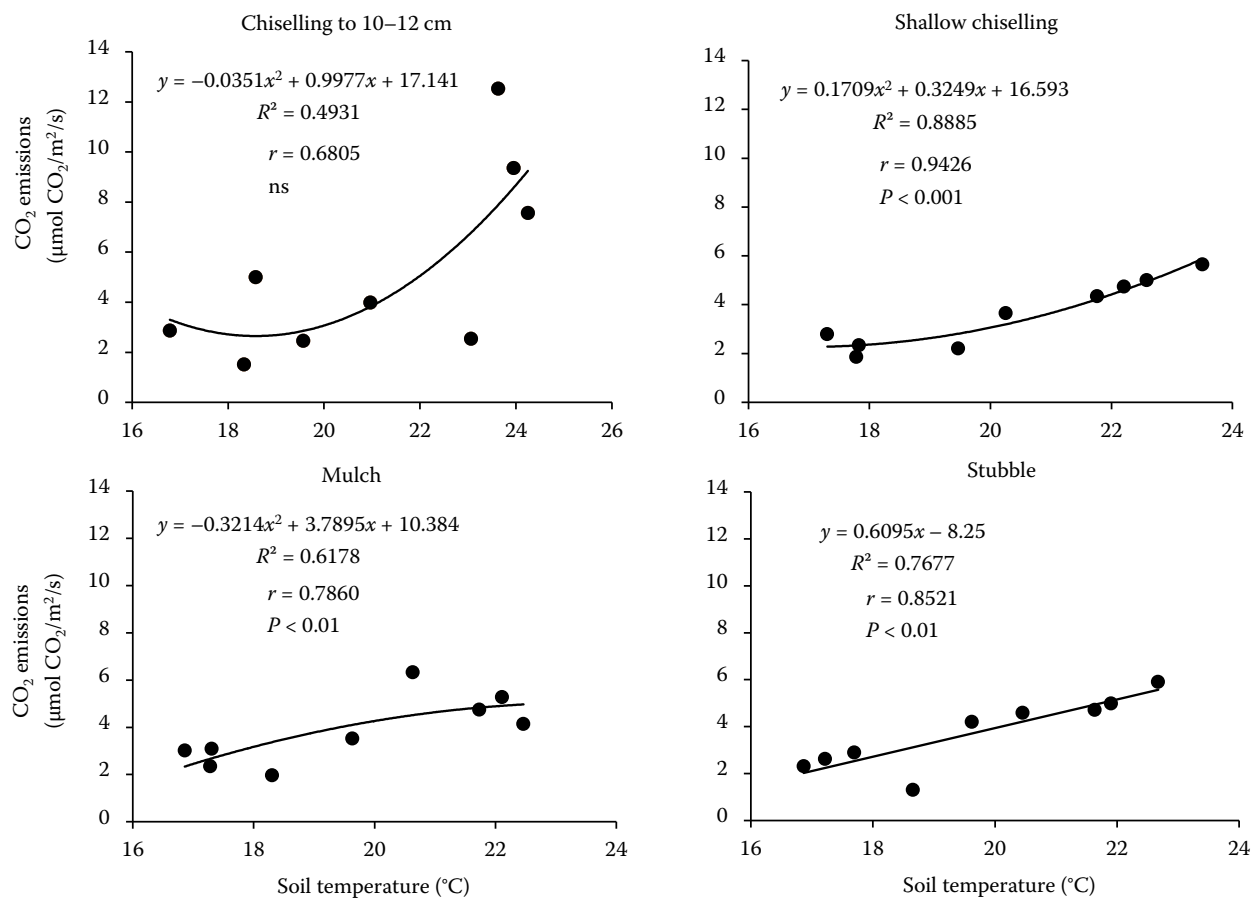 Chiselling to 10–12 cm
CO₂ emissions
(µmol CO₂/m²/s)
14
12
10
8
6
4
2
0
y = −0.0351x² + 0.9977x + 17.141
R² = 0.4931
r = 0.6805
ns
16 18 20 22 24 26
Shallow chiselling
14
12
10
8
6
4
2
0
y = 0.1709x² + 0.3249x + 16.593
R² = 0.8885
r = 0.9426
P < 0.001
16 18 20 22 24
Mulch
CO₂ emissions
(µmol CO₂/m²/s)
14
12
10
8
6
4
2
0
y = −0.3214x² + 3.7895x + 10.384
R² = 0.6178
r = 0.7860
P < 0.01
16 18 20 22 24
Soil temperature (°C)
Stubble
14
12
10
8
6
4
2
0
y = 0.6095x − 8.25
R² = 0.7677
r = 0.8521
P < 0.01
16 18 20 22 24
Soil temperature (°C)